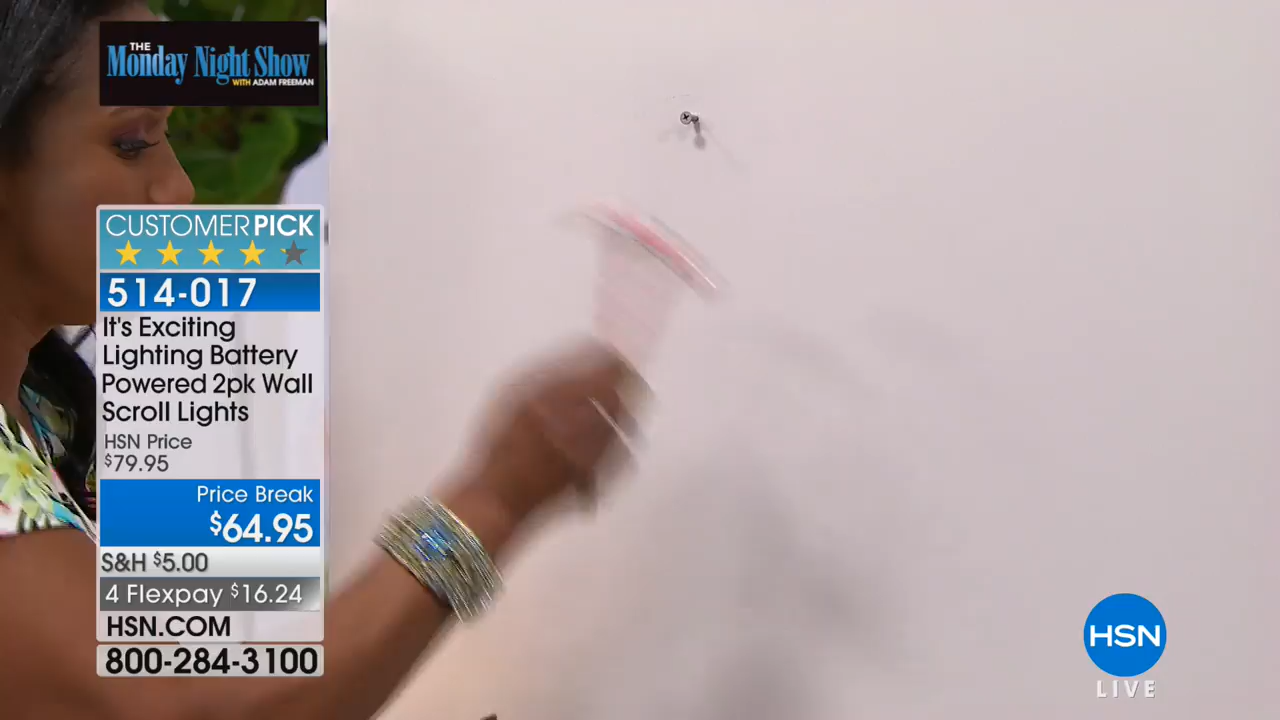 THE
Monday Night Show
WITH ADAM FREEMAN
CUSTOMER PICK
514-017
It's Exciting
Lighting Battery
Powered 2pk Wall
Scroll Lights
HSN Price
$79.95
Price Break
$64.95
S&H $5.00
4 Flexpay $16.24
HSN.COM
800-284-3100
HSN
LIVE